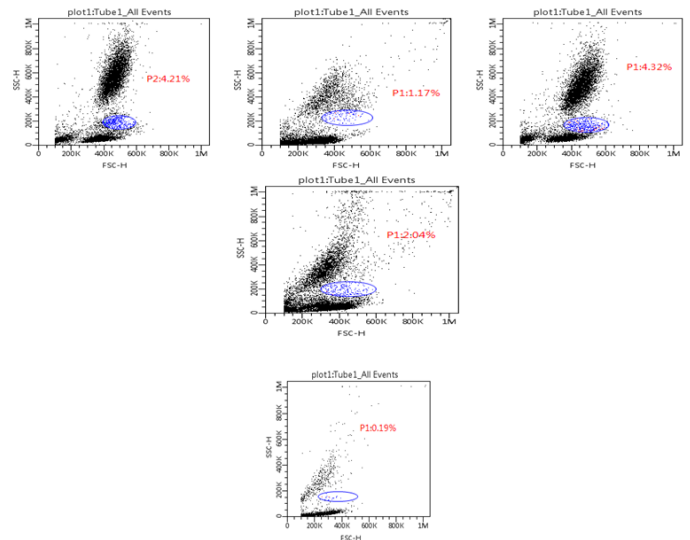 plot1:Tube1_All Events
1M
800K
SSC-H
600K
400K
200K
0
P2:4.21%
0 200K 400K 600K 800K 1M
FSC-H
plot1:Tube1_All Events
1M
800K
SSC-H
600K
400K
200K
0
P1:1.17%
0 200K 400K 600K 800K 1M
FSC-H
plot1:Tube1_All Events
1M
800K
SSC-H
600K
400K
200K
0
P1:4.32%
0 200K 400K 600K 800K 1M
FSC-H
plot1:Tube1_All Events
1M
800K
SSC-H
600K
400K
200K
0
P1:2.04%
0 200K 400K 600K 800K 1M
FSC-H
plot1:Tube1_All Events
1M
800K
SSC-H
600K
400K
200K
0
P1:0.19%
0 200K 400K 600K 800K 1M
FSC-H